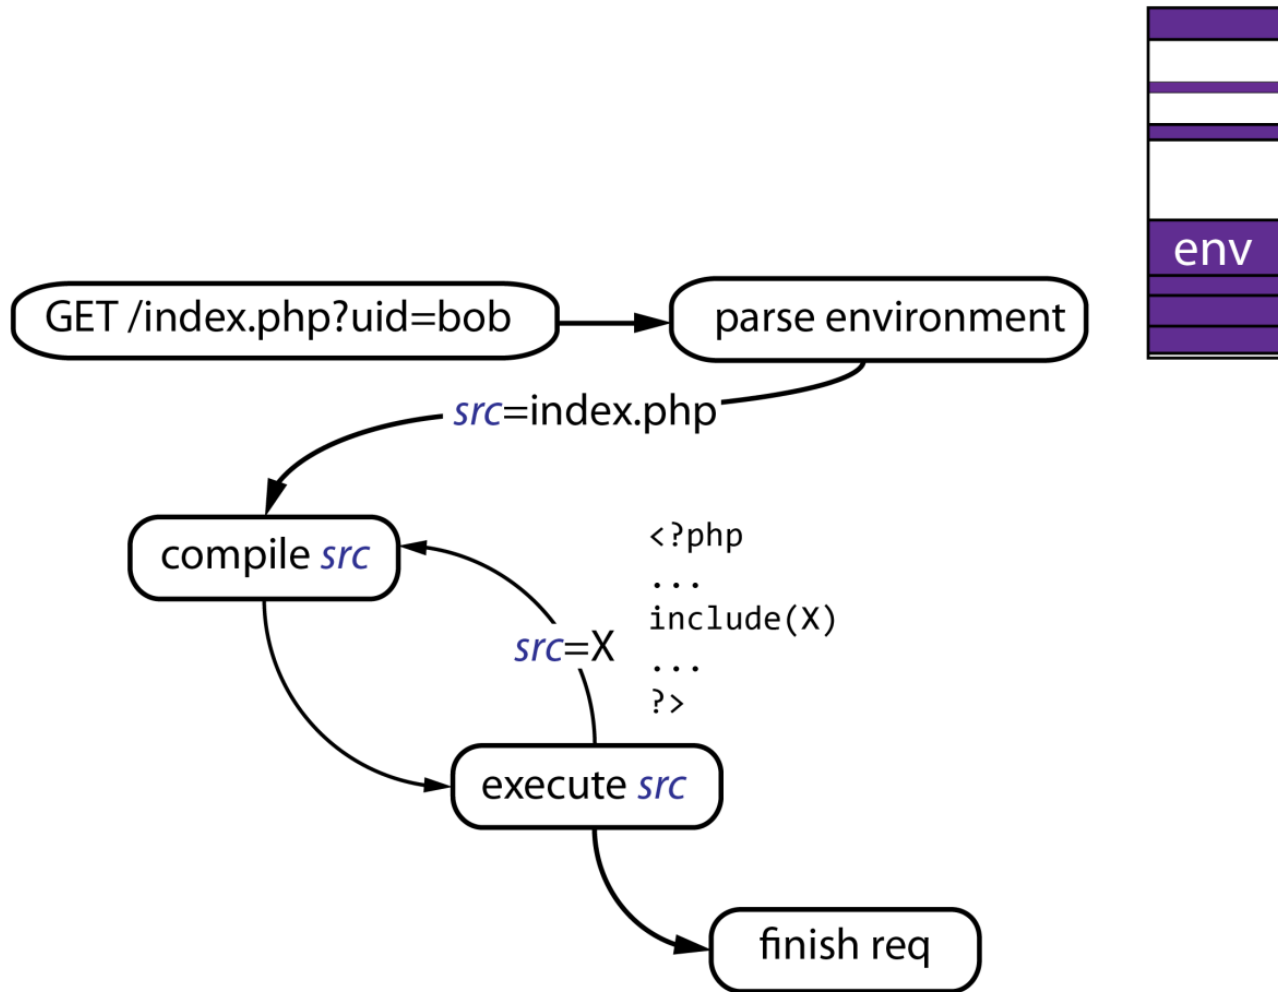 env
GET /index.php?uid=bob
parse environment
src=index.php
compile src
<?php
...
include(X)
...
?>
src=X
execute src
finish req